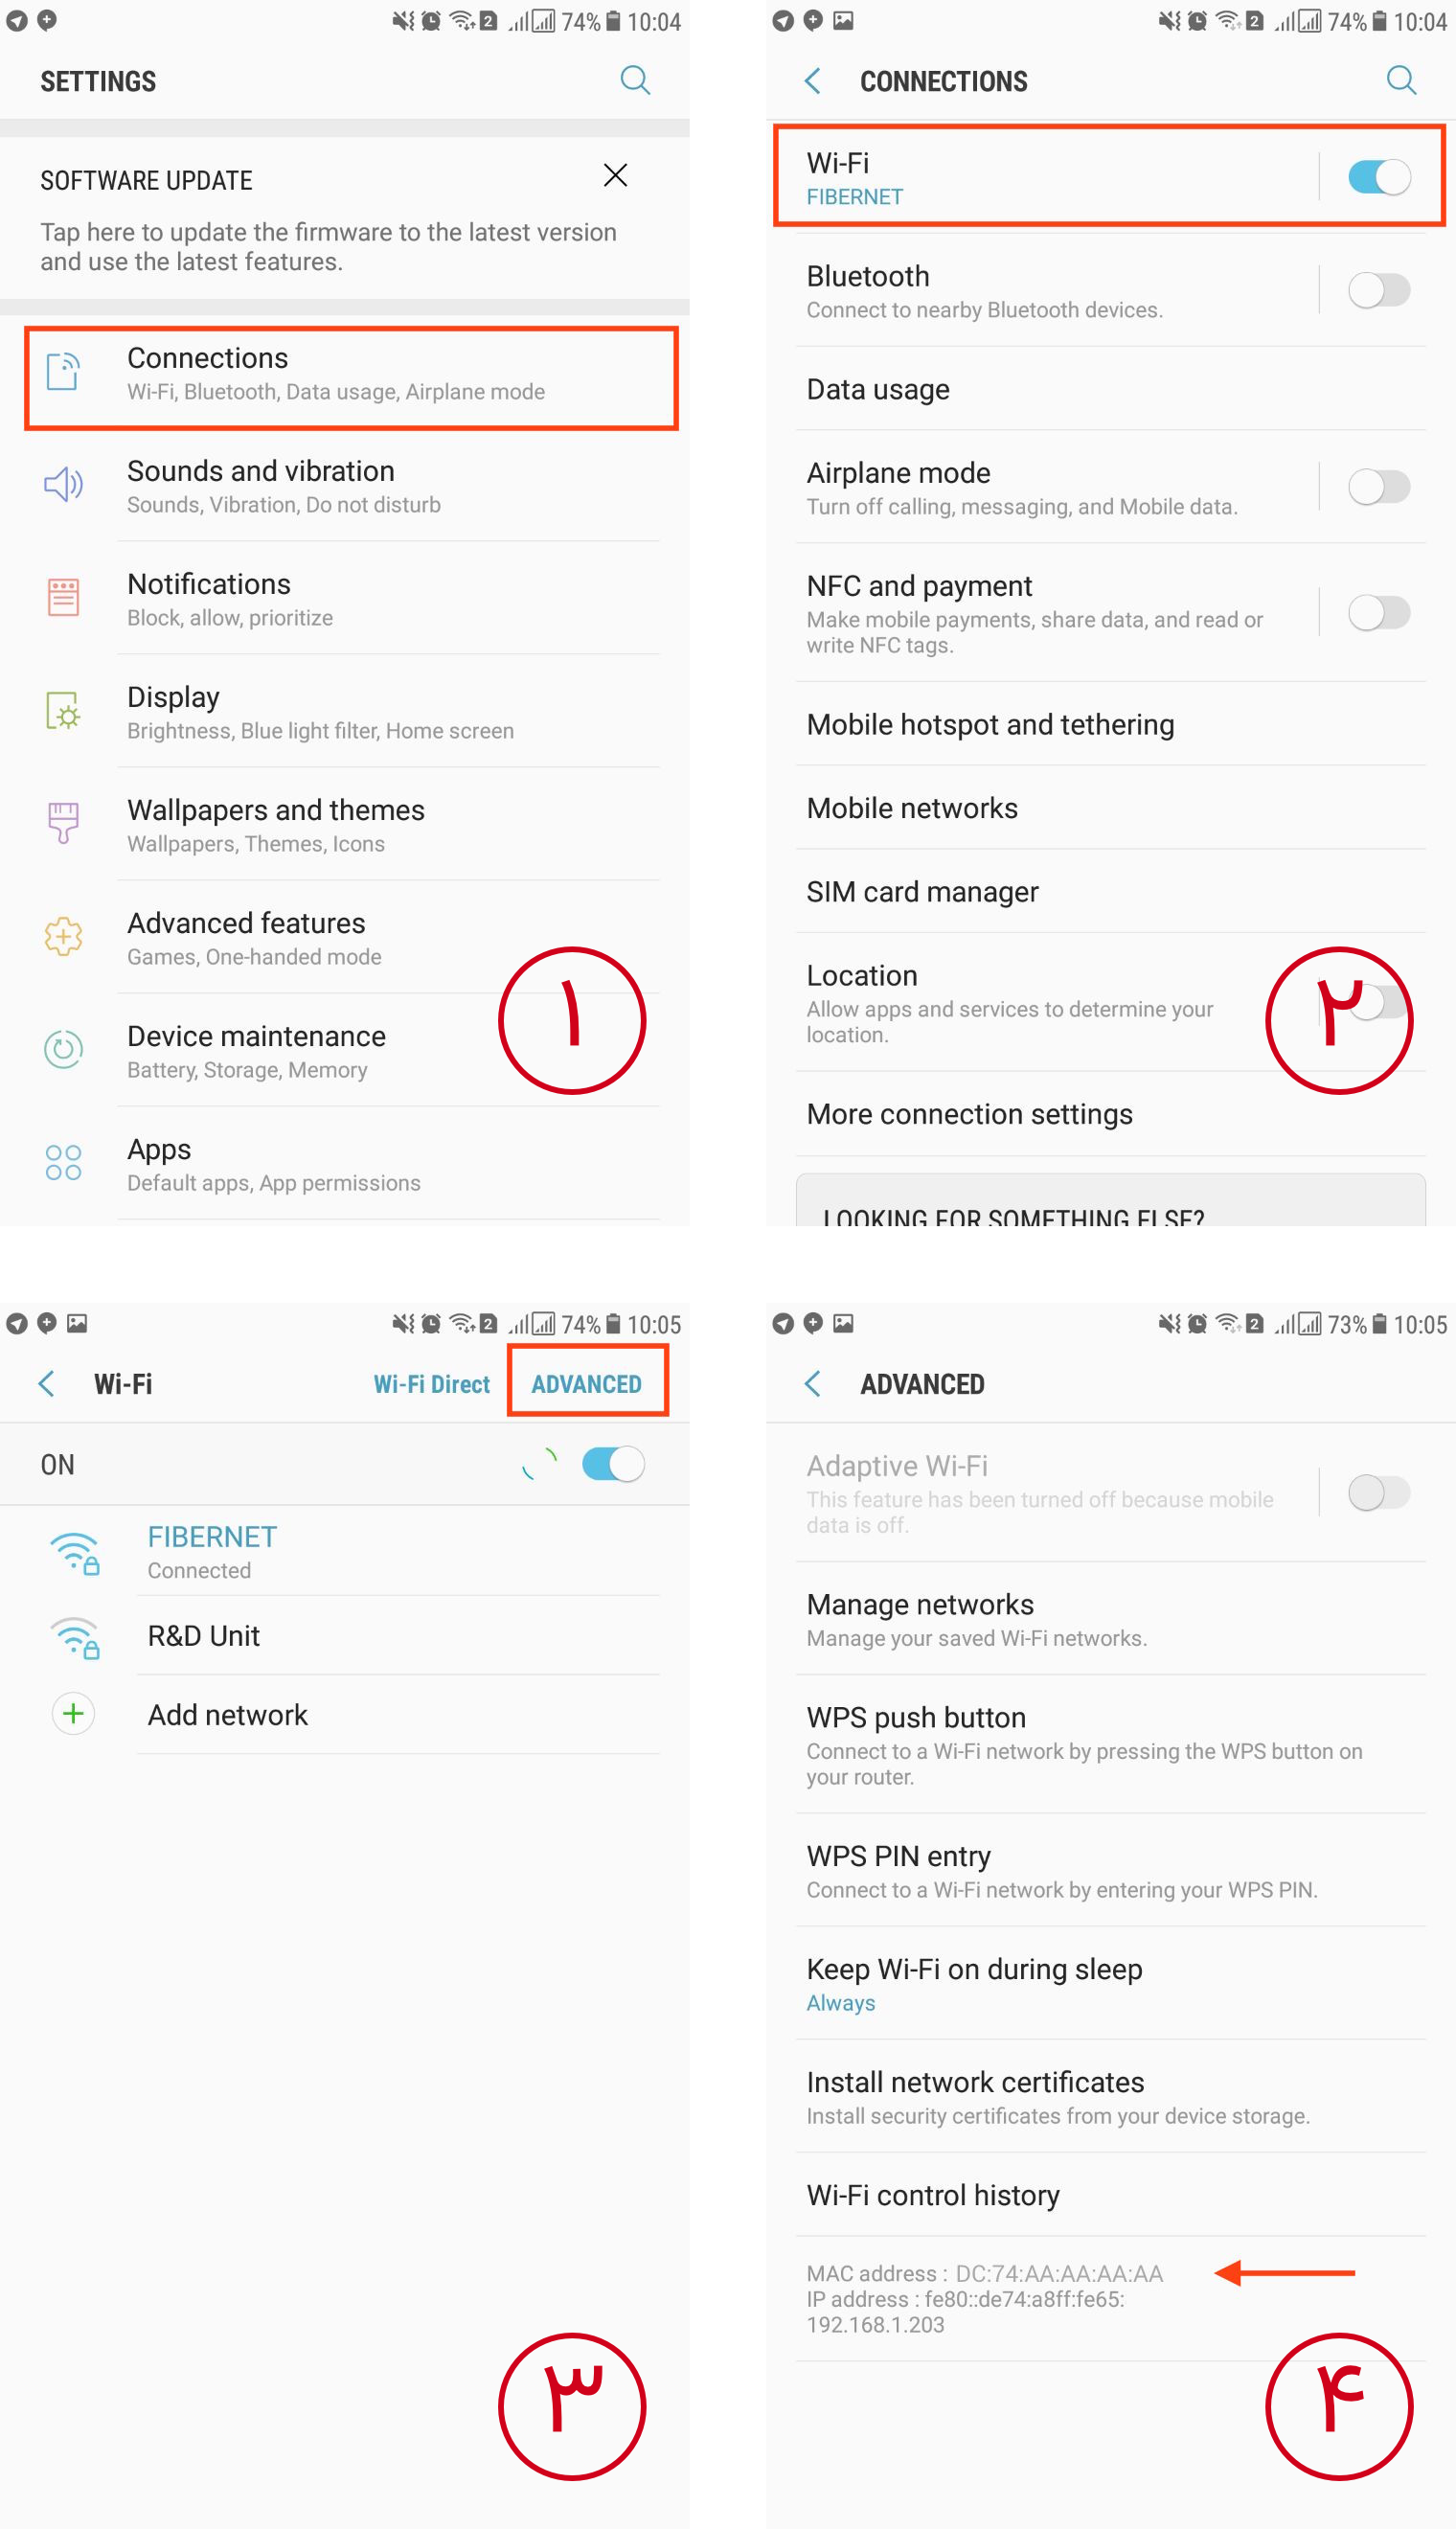 74% 10:04
SETTINGS
SOFTWARE UPDATE
Tap here to update the firmware to the latest version
and use the latest features.
Connections
Wi-Fi, Bluetooth, Data usage, Airplane mode
Sounds and vibration
Sounds, Vibration, Do not disturb
Notifications
Block, allow, prioritize
Display
Brightness, Blue light filter, Home screen
Wallpapers and themes
Wallpapers, Themes, Icons
Advanced features
Games, One-handed mode
Device maintenance
Battery, Storage, Memory
Apps
Default apps, App permissions
۱
2 74% 10:04
CONNECTIONS
Wi-Fi
FIBERNET
Bluetooth
Connect to nearby Bluetooth devices.
Data usage
Airplane mode
Turn off calling, messaging, and Mobile data.
NFC and payment
Make mobile payments, share data, and read or
write NFC tags.
Mobile hotspot and tethering
Mobile networks
SIM card manager
Location
Allow apps and services to determine your
location.
More connection settings
LOOKING FOR SOMETHING ELSE?
۲
2 74% 10:05
Wi-Fi Wi-Fi Direct ADVANCED
ON
FIBERNET
Connected
R&D Unit
Add network
۳
2 73% 10:05
ADVANCED
Adaptive Wi-Fi
This feature has been turned off because mobile
data is off.
Manage networks
Manage your saved Wi-Fi networks.
WPS push button
Connect to a Wi-Fi network by pressing the WPS button on
your router.
WPS PIN entry
Connect to a Wi-Fi network by entering your WPS PIN.
Keep Wi-Fi on during sleep
Always
Install network certificates
Install security certificates from your device storage.
Wi-Fi control history
MAC address : DC:74:AA:AA:AA:AA
IP address : fe80::de74:a8ff:fe65:
192.168.1.203
۴